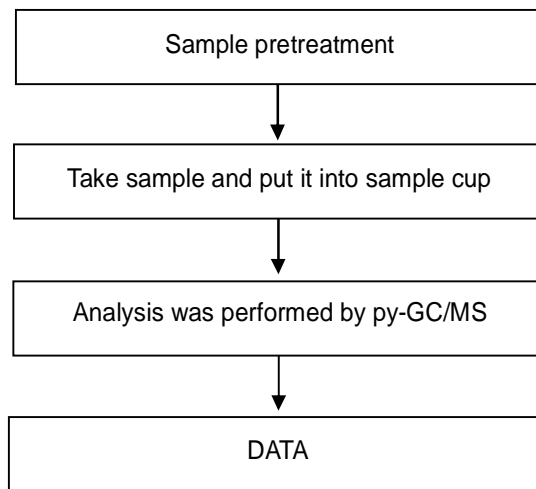 Sample pretreatment
Take sample and put it into sample cup
Analysis was performed by py-GC/MS
DATA